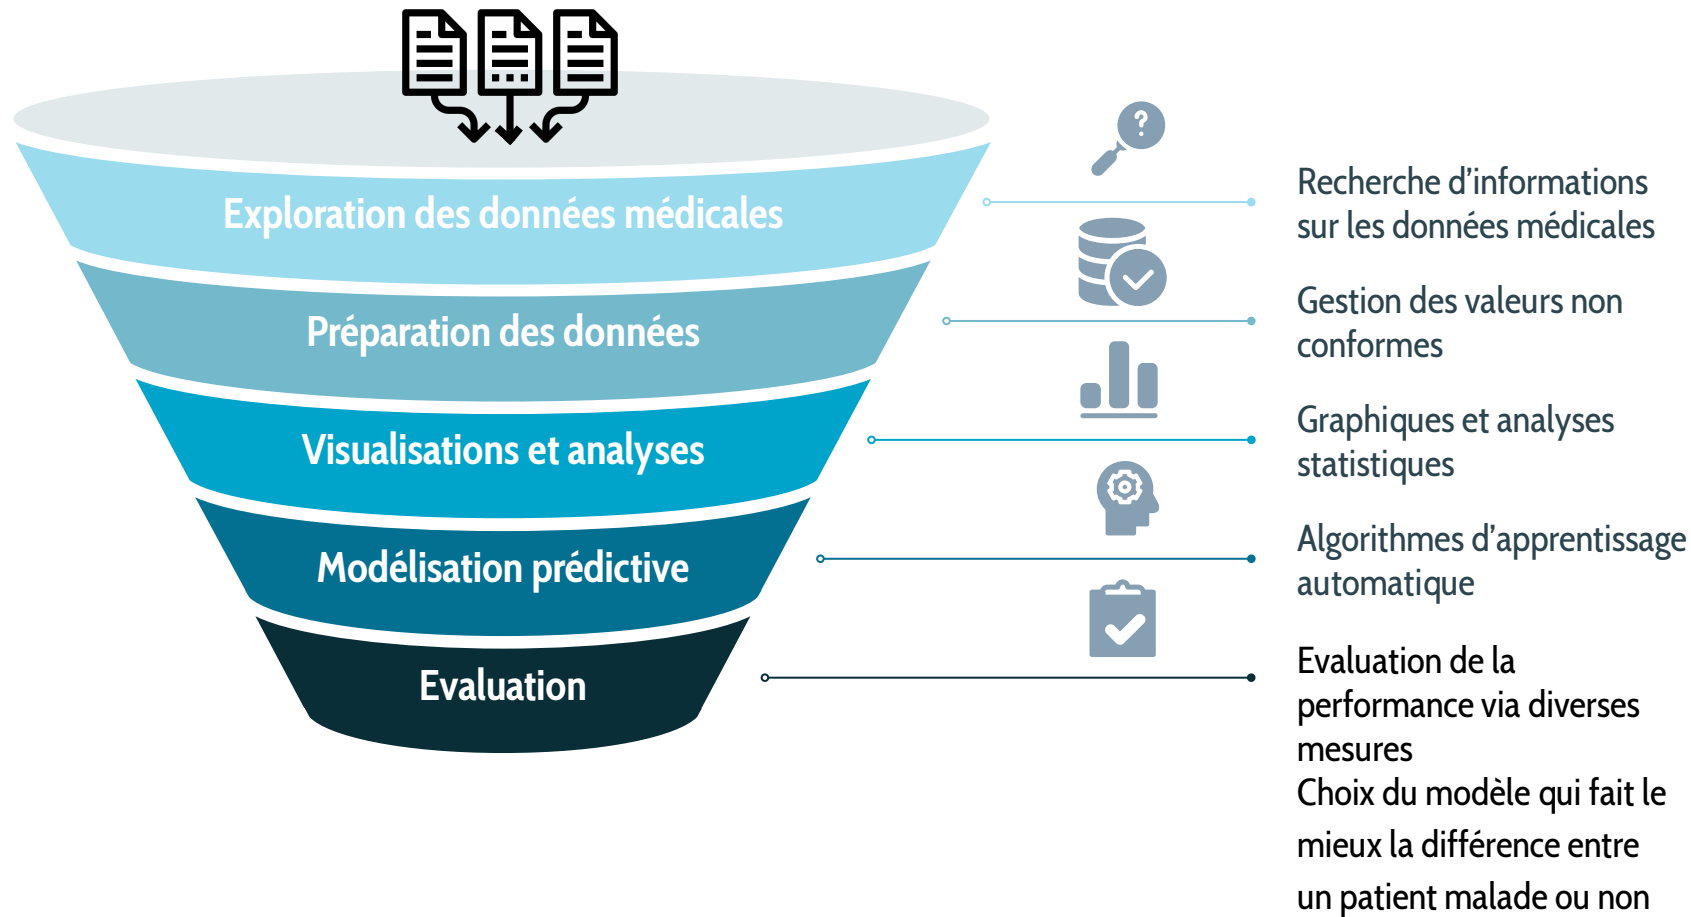 Exploration des données médicales
Recherche d’informations
sur les données médicales
Préparation des données
Gestion des valeurs non
conformes
Visualisations et analyses
Graphiques et analyses
statistiques
Modélisation prédictive
Algorithmes d’apprentissage
automatique
Evaluation
Evaluation de la
performance via diverses
mesures
Choix du modèle qui fait le
mieux la différence entre
un patient malade ou non
?